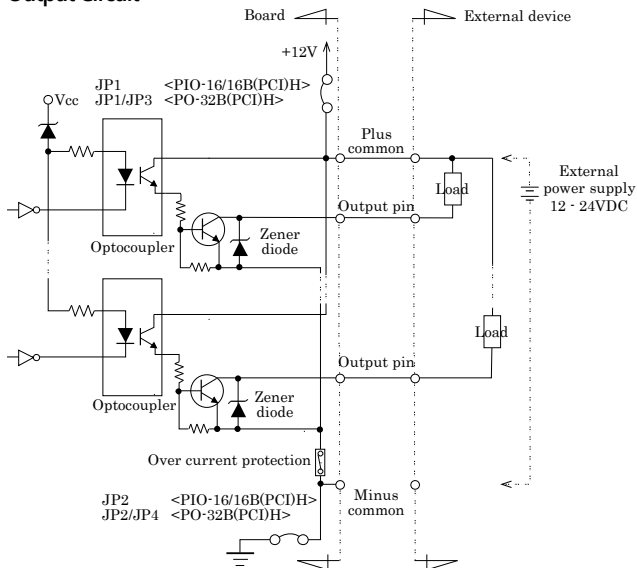 Output Circuit
Board
External device
+12V
JP1 <PIO-16/16B(PCI)H>
JP1/JP3 <PO-32B(PCI)H>
Vcc
Plus
common
Load
External
power supply
12 - 24VDC
Output pin
Zener
diode
Optocoupler
Load
Output pin
Zener
diode
Optocoupler
Over current protection
JP2 <PIO-16/16B(PCI)H>
JP2/JP4 <PO-32B(PCI)H>
Minus
common